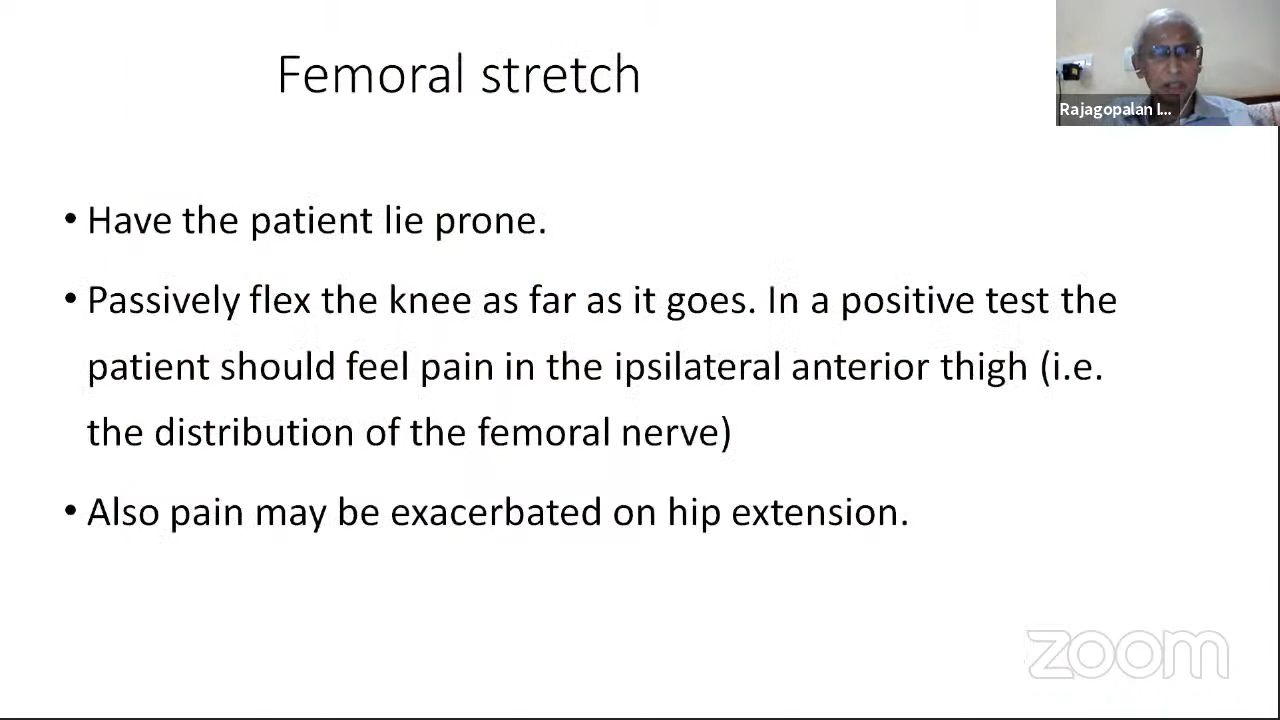 Femoral stretch
Rajagopalan I...
• Have the patient lie prone.
• Passively flex the knee as far as it goes. In a positive test the
patient should feel pain in the ipsilateral anterior thigh (i.e.
the distribution of the femoral nerve)
• Also pain may be exacerbated on hip extension.
zoom